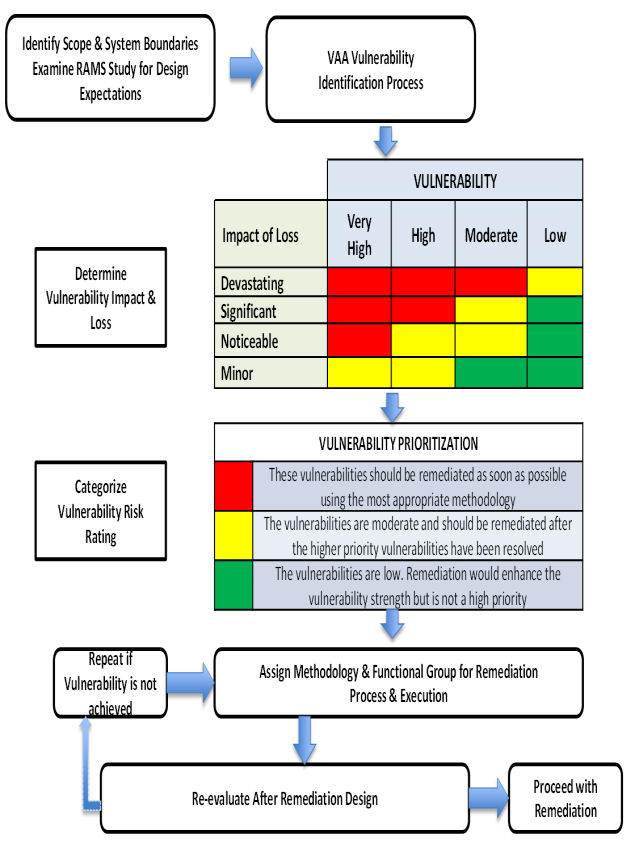 Identify Scope & System Boundaries
Examine RAMS Study for Design
Expectations
VAA Vulnerability
Identification Process
VULNERABILITY
Impact of Loss
Very
High
High
Moderate
Low
Devastating
Significant
Noticeable
Minor
Determine
Vulnerability Impact &
Loss
VULNERABILITY PRIORITIZATION
These vulnerabilities should be remediated as soon as possible
using the most appropriate methodology
The vulnerabilities are moderate and should be remediated after
the higher priority vulnerabilities have been resolved
The vulnerabilities are low. Remediation would enhance the
vulnerability strength but is not a high priority
Categorize
Vulnerability Risk
Rating
Repeat if
Vulnerability is not
achieved
Assign Methodology & Functional Group for Remediation
Process & Execution
Re-evaluate After Remediation Design
Proceed with
Remediation